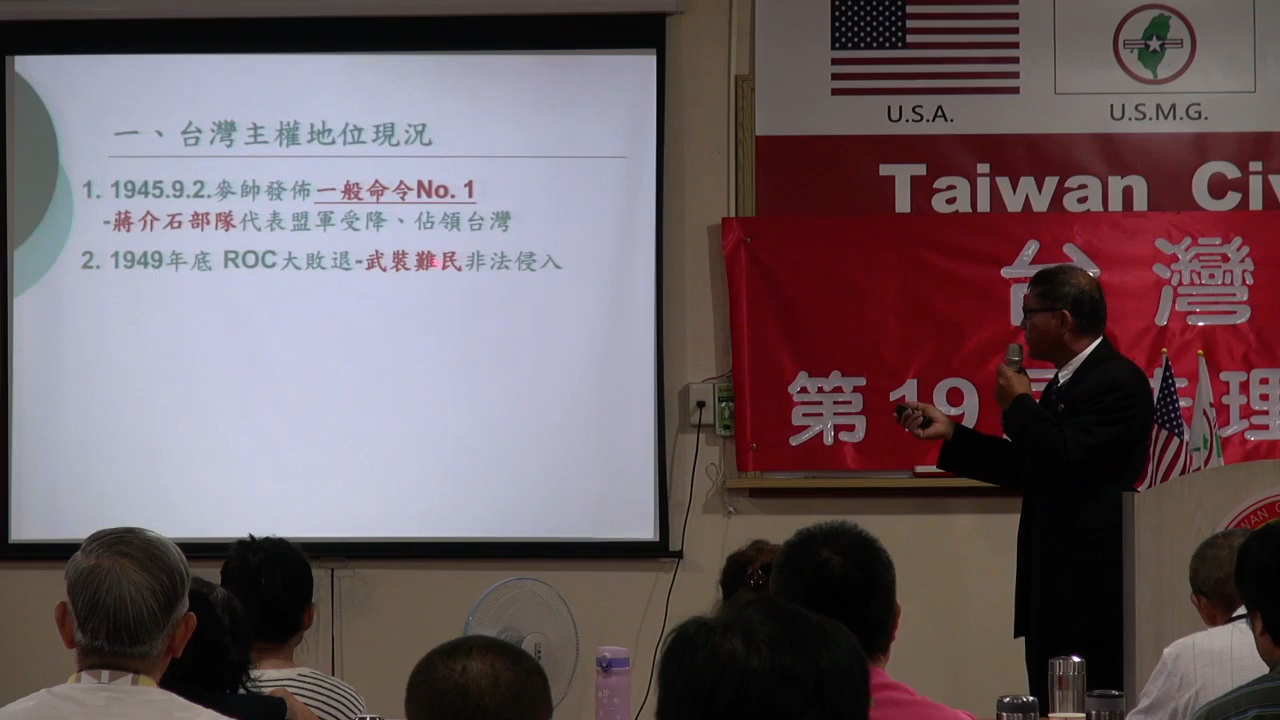 一、台灣主權地位現況
1. 1945.9.2.麥帥發佈一般命令No. 1
-蔣介石部隊代表盟軍受降、佔領台灣
2. 1949年底 ROC大敗退-武裝難民非法侵入
U.S.A.
U.S.M.G.
Taiwan Civ
台灣
第19
理
WAN C